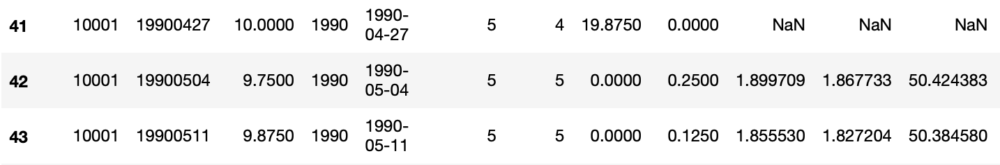 41 10001 19900427 10.0000 1990 1990-
04-27 5 4 19.8750 0.0000 NaN NaN NaN
42 10001 19900504 9.7500 1990 1990-
05-04 5 5 0.0000 0.2500 1.899709 1.867733 50.424383
43 10001 19900511 9.8750 1990 1990-
05-11 5 5 0.0000 0.1250 1.855530 1.827204 50.384580